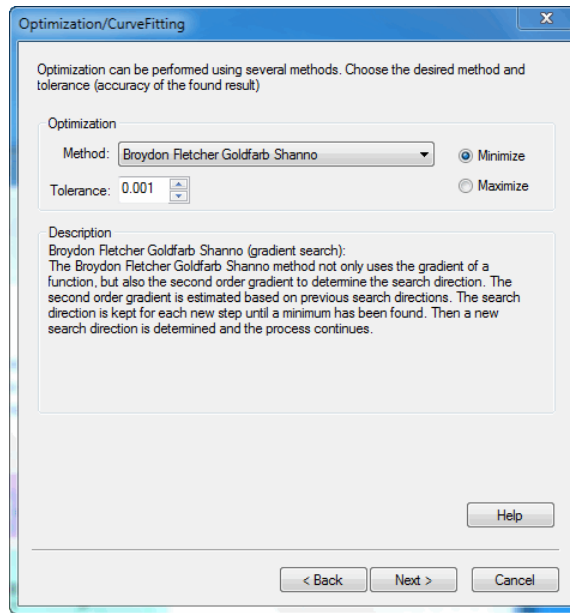 Optimization/CurveFitting
X
Optimization can be performed using several methods. Choose the desired method and
tolerance (accuracy of the found result)
Optimization
Method: Broydon Fletcher Goldfarb Shanno
Minimize
Tolerance: 0.001
Maximize
Description
Broydon Fletcher Goldfarb Shanno (gradient search):
The Broydon Fletcher Goldfarb Shanno method not only uses the gradient of a
function, but also the second order gradient to determine the search direction. The
second order gradient is estimated based on previous search directions. The search
direction is kept for each new step until a minimum has been found. Then a new
search direction is determined and the process continues.
Help
< Back Next > Cancel